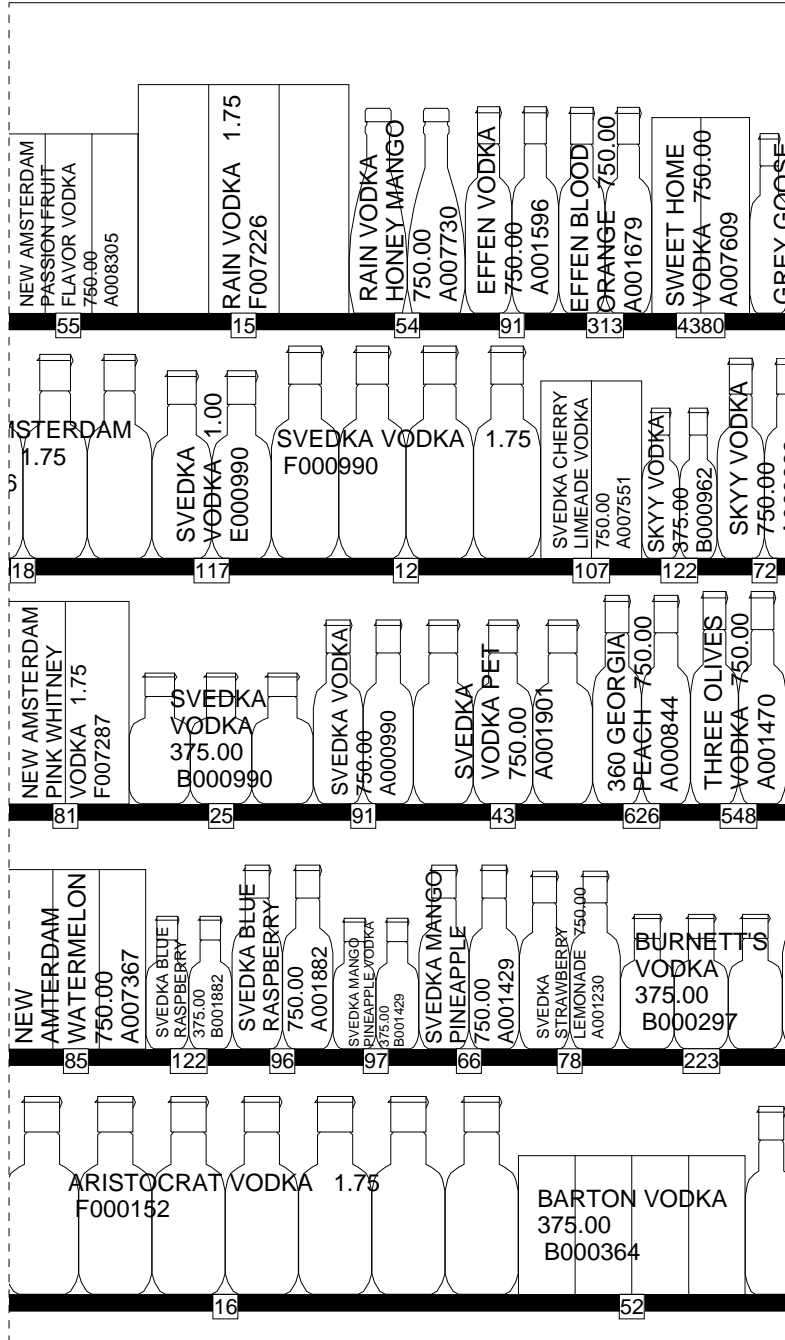 NEW AMSTERDAM
PASSION FRUIT
FLAVOR VODKA
750.00
A008305
RAIN VODKA 1.75
F007226
RAIN VODKA
HONEY MANGO
750.00
A007730
EFFEN VODKA
750.00
A001596
EFFEN BLOOD
ORANGE 750.00
A001679
SWEET HOME
VODKA 750.00
A007609
GREY GOOSE
55
15
54
91
313
4380
MSTERDAM
1.75
6
SVEDKA
VODKA 1.00
E000990
SVEDKA VODKA 1.75
F000990
SVEDKA CHERRY
LIMEADE VODKA
750.00
A007551
SKYY VODKA
375.00
B000962
SKYY VODKA
750.00
18
117
12
107
122
72
NEW AMSTERDAM
PINK WHITNEY
VODKA 1.75
F007287
SVEDKA
VODKA
375.00
B000990
SVEDKA VODKA
750.00
A000990
SVEDKA
VODKA PET
750.00
A001901
360 GEORGIA
PEACH 750.00
A000844
THREE OLIVES
VODKA 750.00
A001470
81
25
91
43
626
548
NEW
AMTERDAM
WATERMELON
750.00
A007367
SVEDKA BLUE
RASPBERRY
375.00
B001882
SVEDKA BLUE
RASPBERRY
750.00
A001882
SVEDKA MANGO
PINEAPPLE VODKA
375.00
B001429
SVEDKA MANGO
PINEAPPLE
750.00
A001429
SVEDKA
STRAWBERRY
LEMONADE 750.00
A001230
BURNETT'S
VODKA
375.00
B000297
85
122
96
97
66
78
223
ARISTOCRAT VODKA 1.75
F000152
BARTON VODKA
375.00
B000364
16
52